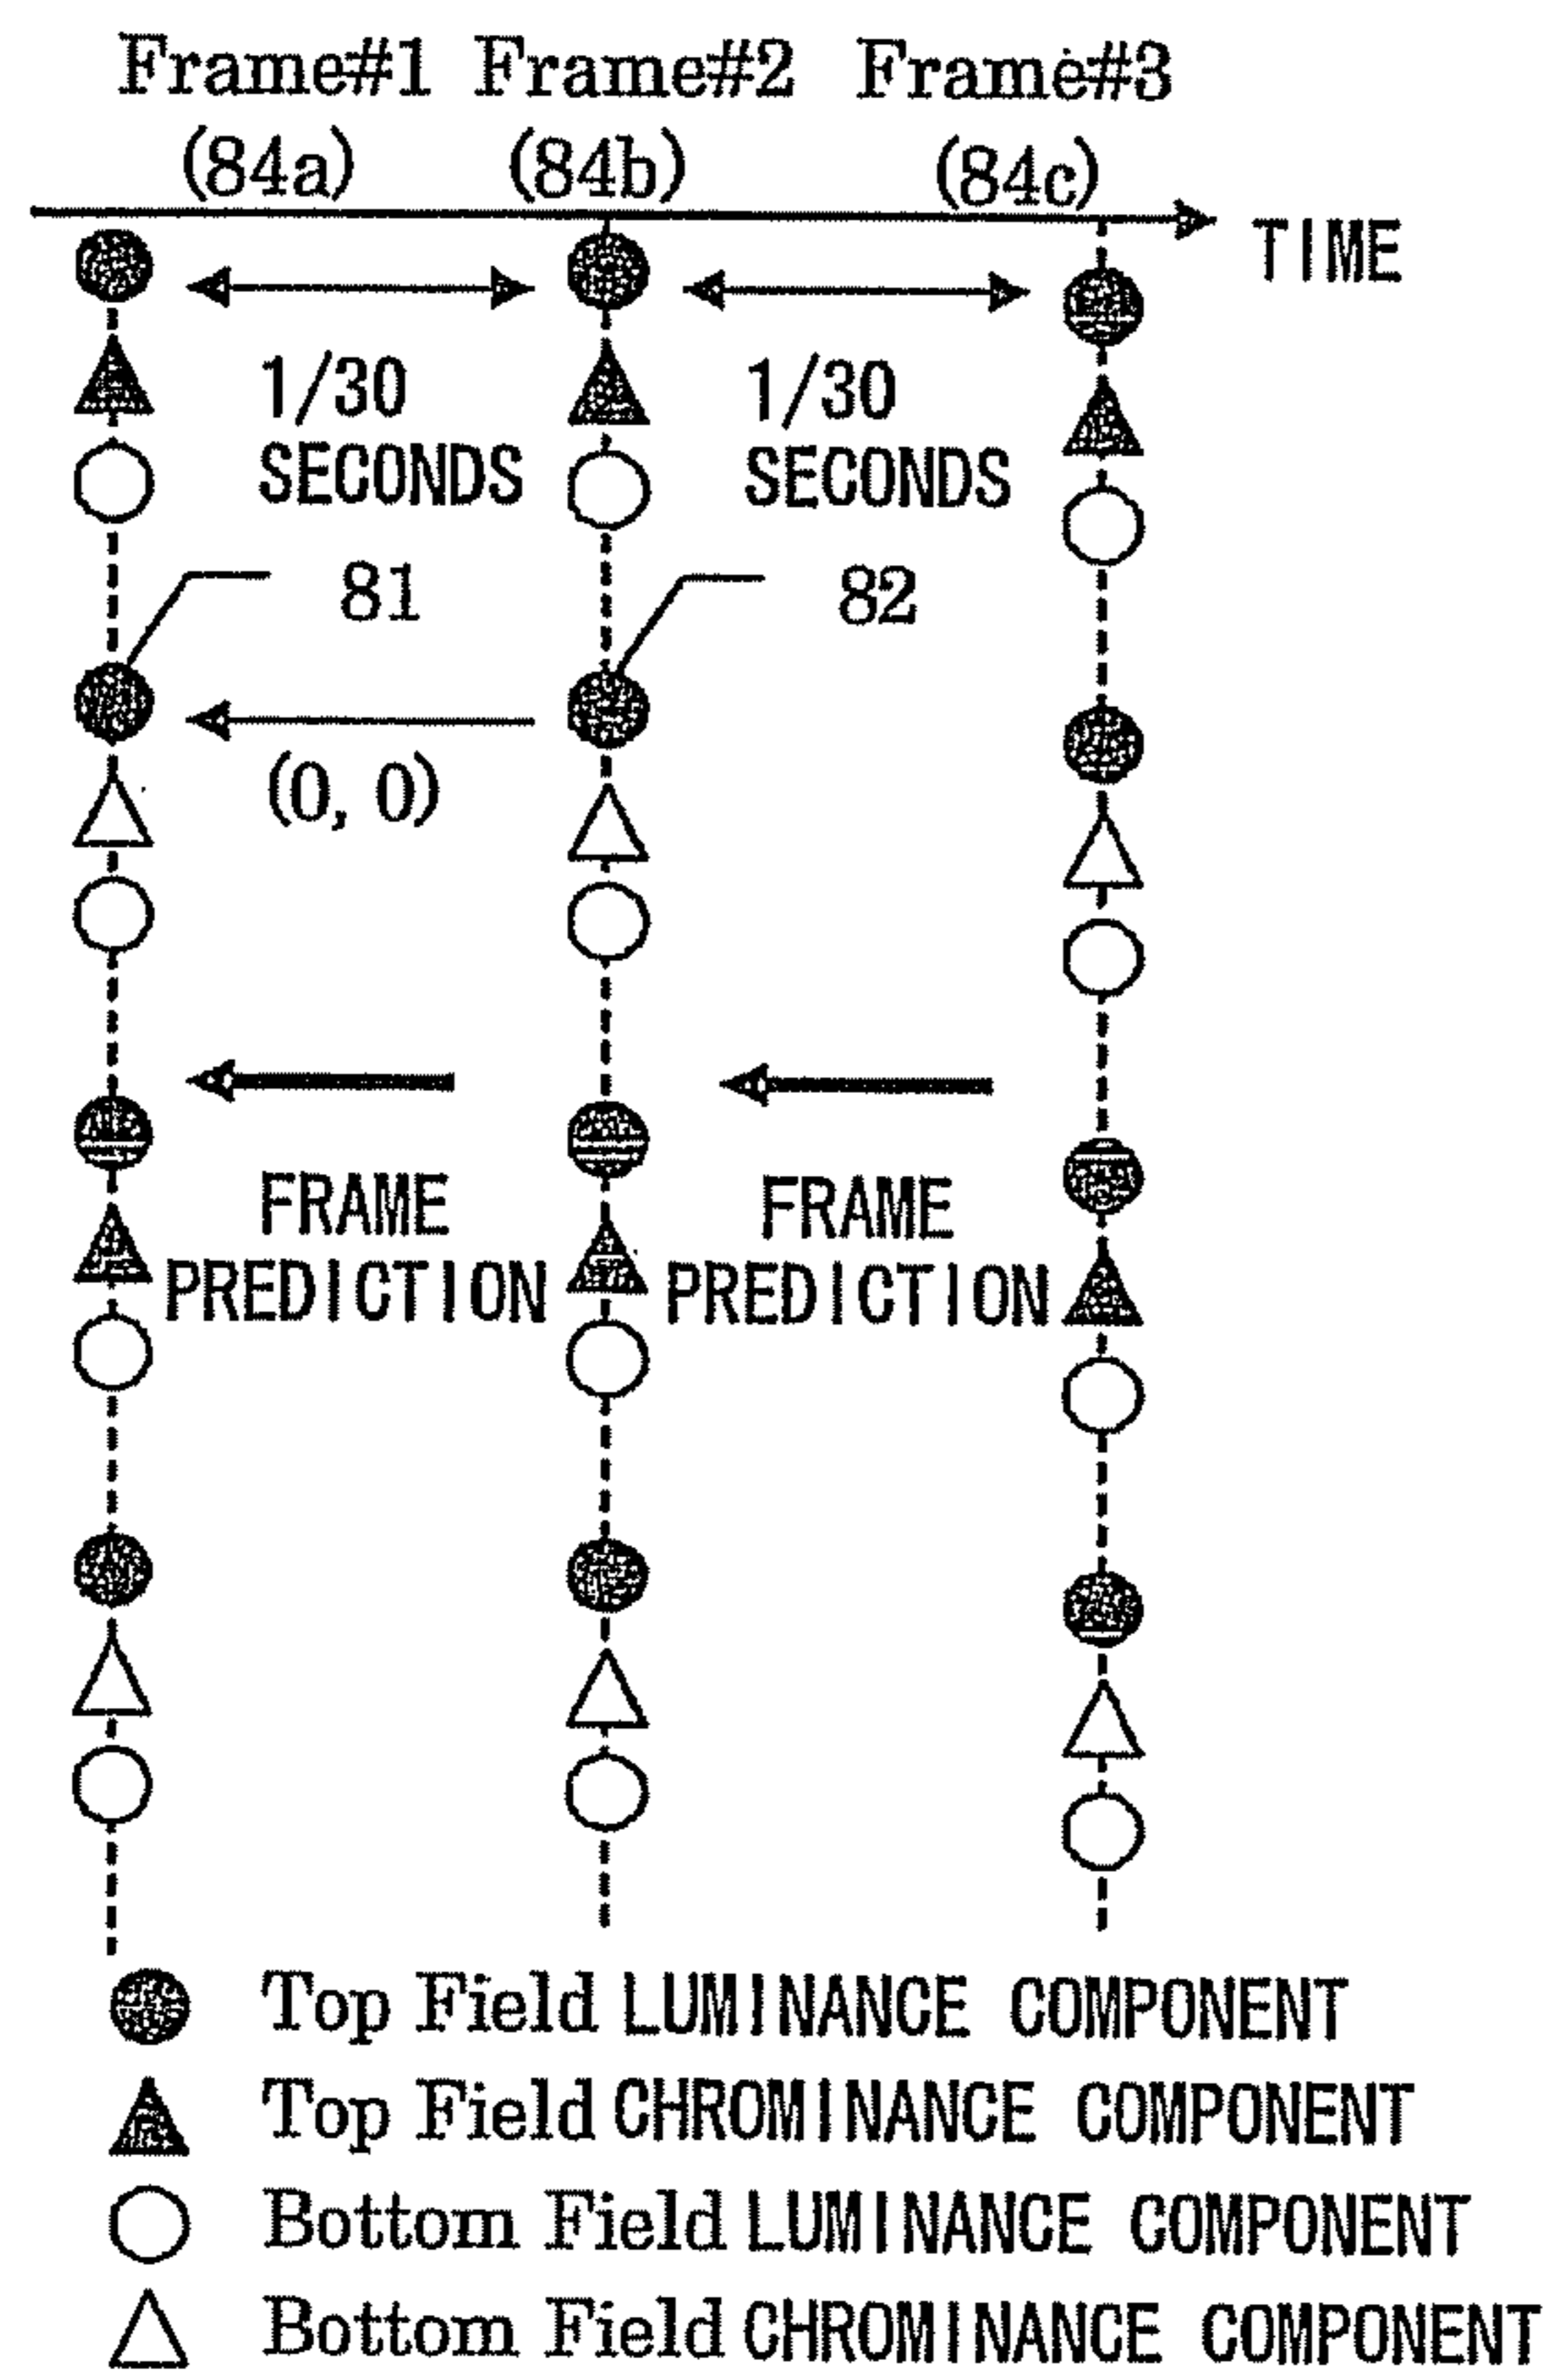 Frame#1 Frame#2 Frame#3
(84a) (84b) (84c)
TIME
1/30 1/30
SECONDS SECONDS
81 82
(0, 0)
FRAME FRAME
PREDICTION PREDICTION
Top Field LUMINANCE COMPONENT
Top Field CHROMINANCE COMPONENT
Bottom Field LUMINANCE COMPONENT
Bottom Field CHROMINANCE COMPONENT